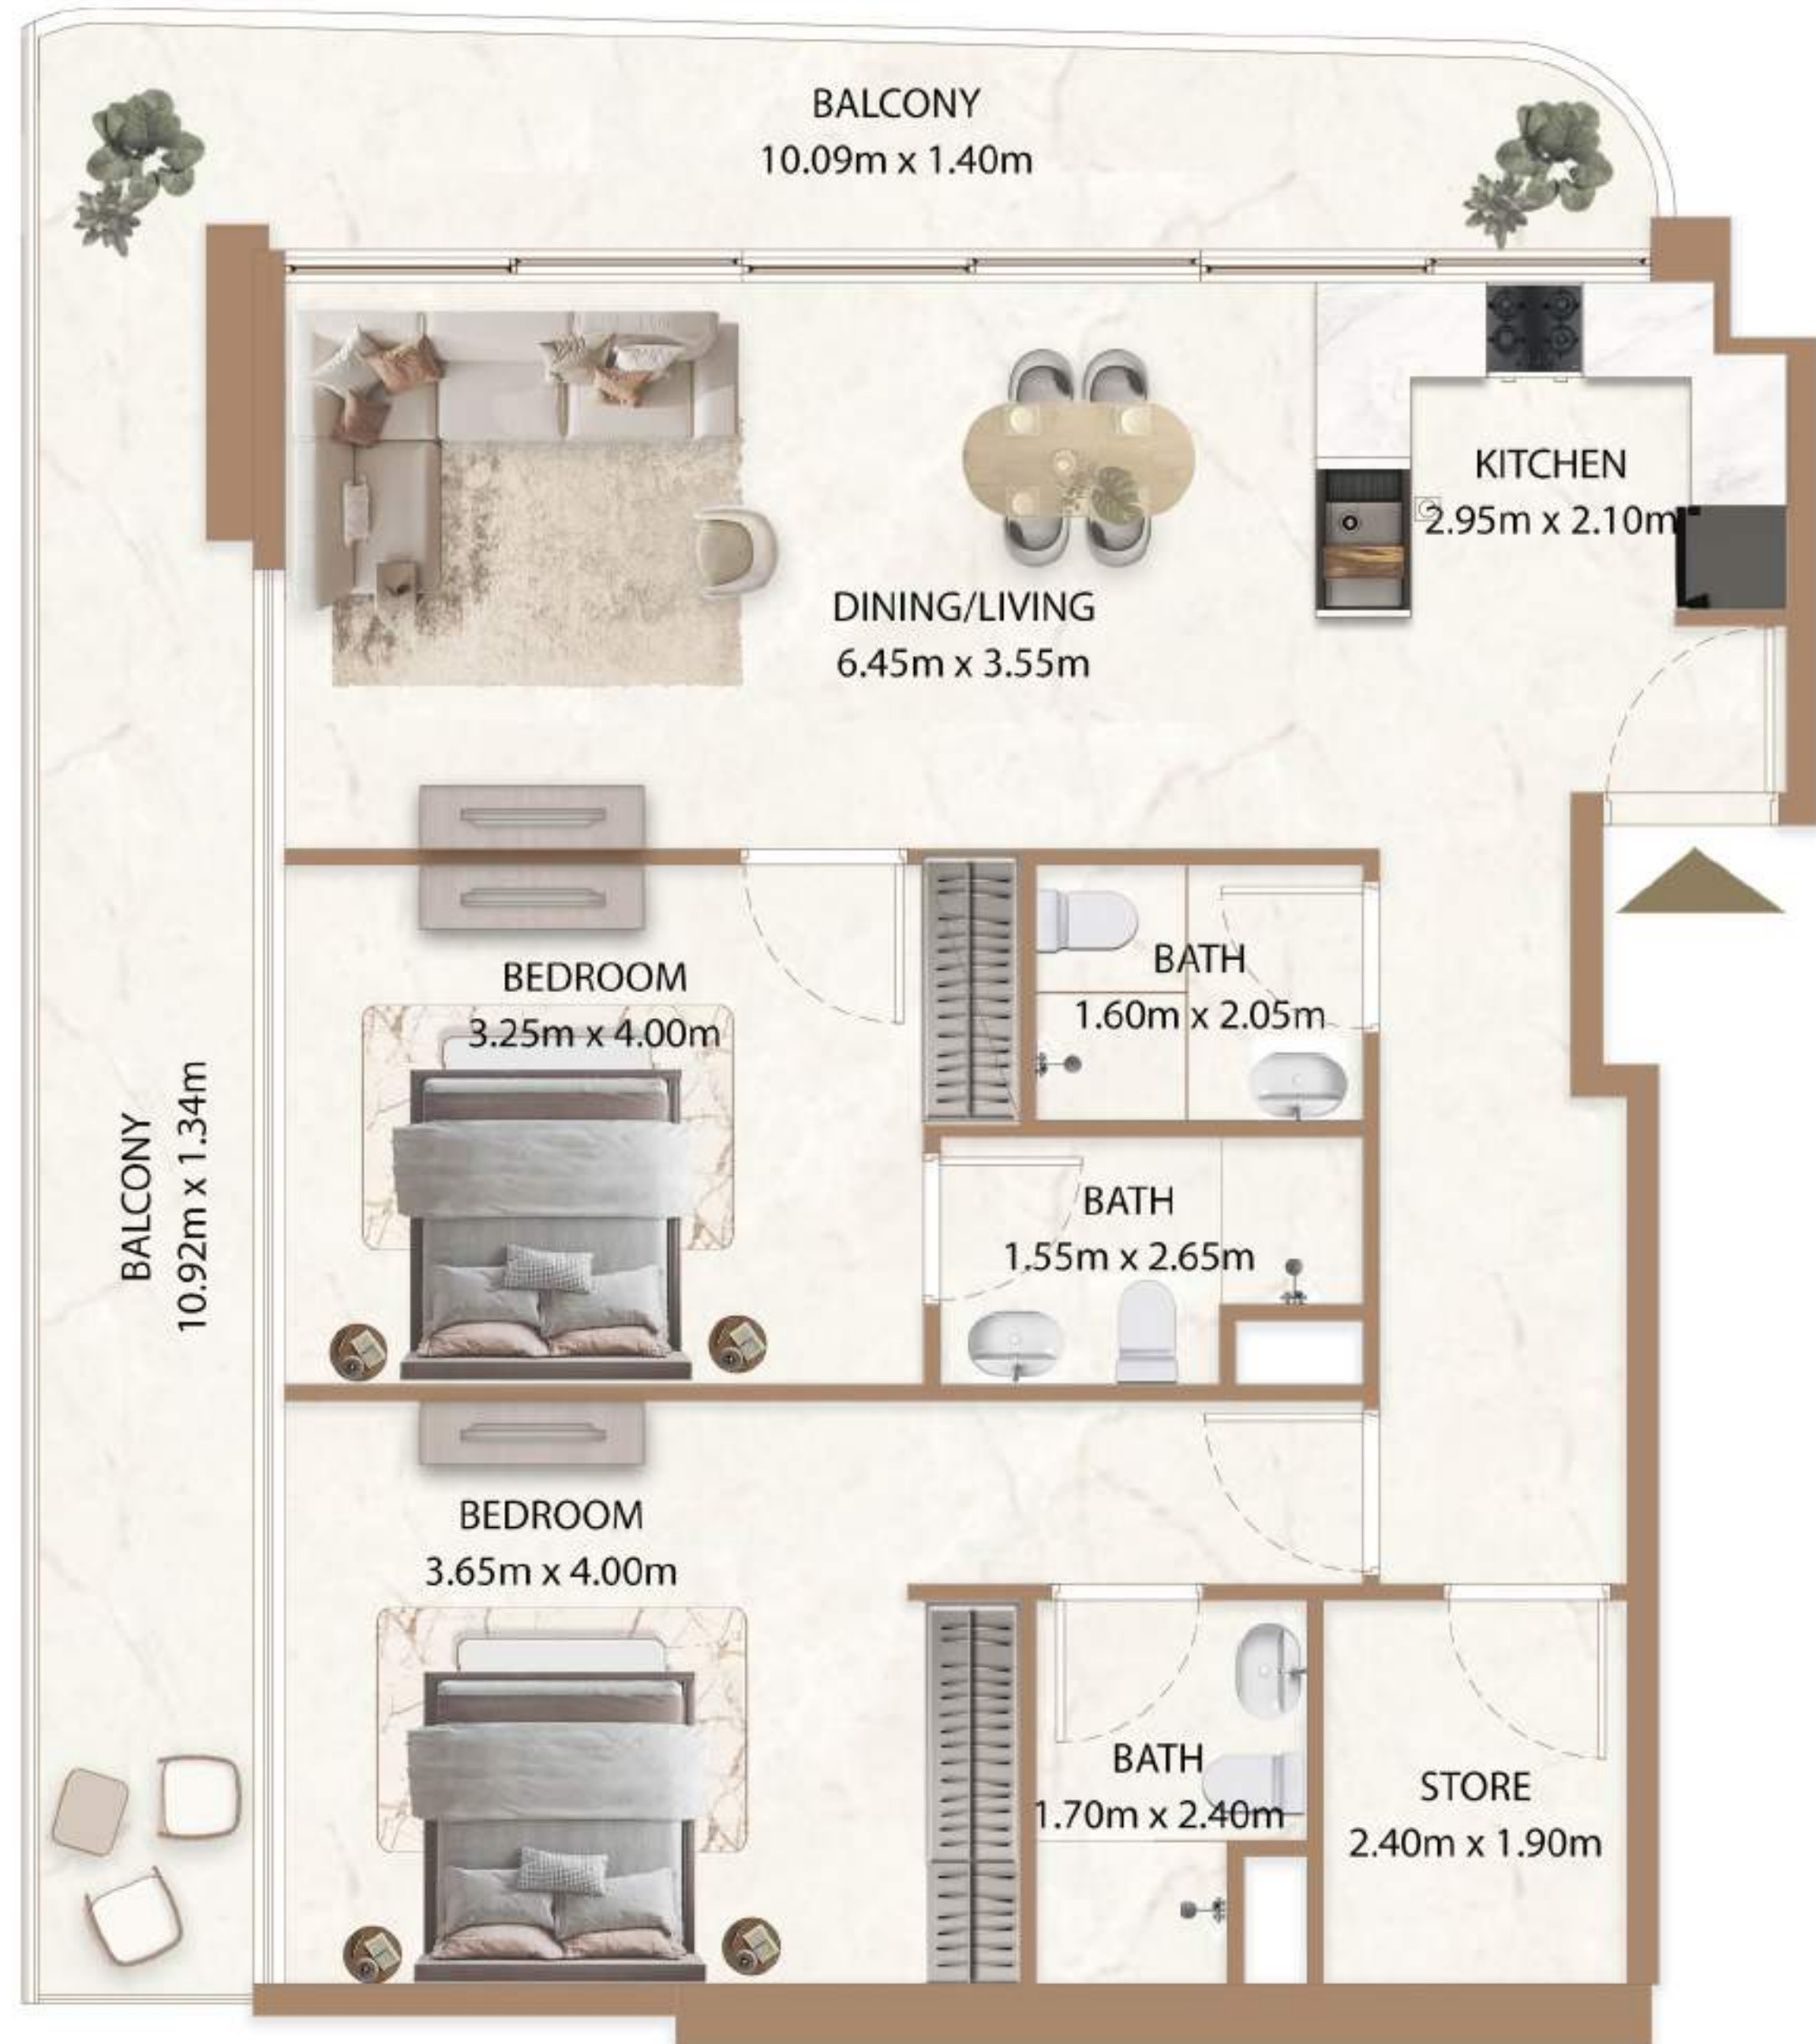 BALCONY
10.09m x 1.40m
KITCHEN
2.95m x 2.10m
DINING/LIVING
6.45m x 3.55m
BEDROOM
3.25m x 4.00m
BATH
1.60m x 2.05m
BATH
1.55m x 2.65m
BALCONY
10.92m x 1.34m
BEDROOM
3.65m x 4.00m
BATH
1.70m x 2.40m
STORE
2.40m x 1.90m